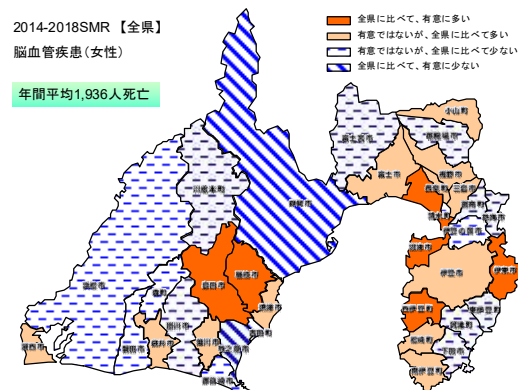 2014-2018SMR 【全県】
脳血管疾患(女性)
年間平均1,936人死亡
全県に比べて、有意に多い
有意ではないが、全県に比べて多い
有意ではないが、全県に比べて少ない
全県に比べて、有意に少ない
小山町
御殿場市
富士宮市
裾野市
富士市
長泉町
三島市
川根本町
静岡市
清水町
函南町
熱海市
伊豆の国市
沼津市
伊東市
伊豆市
島田市
藤枝市
浜松市
森町
焼津市
西伊豆町
東伊豆町
掛川市
吉田町
河津町
湖西市
磐田市
袋井市
菊川市
牧之原市
松崎町
下田市
南伊豆町
御前崎市